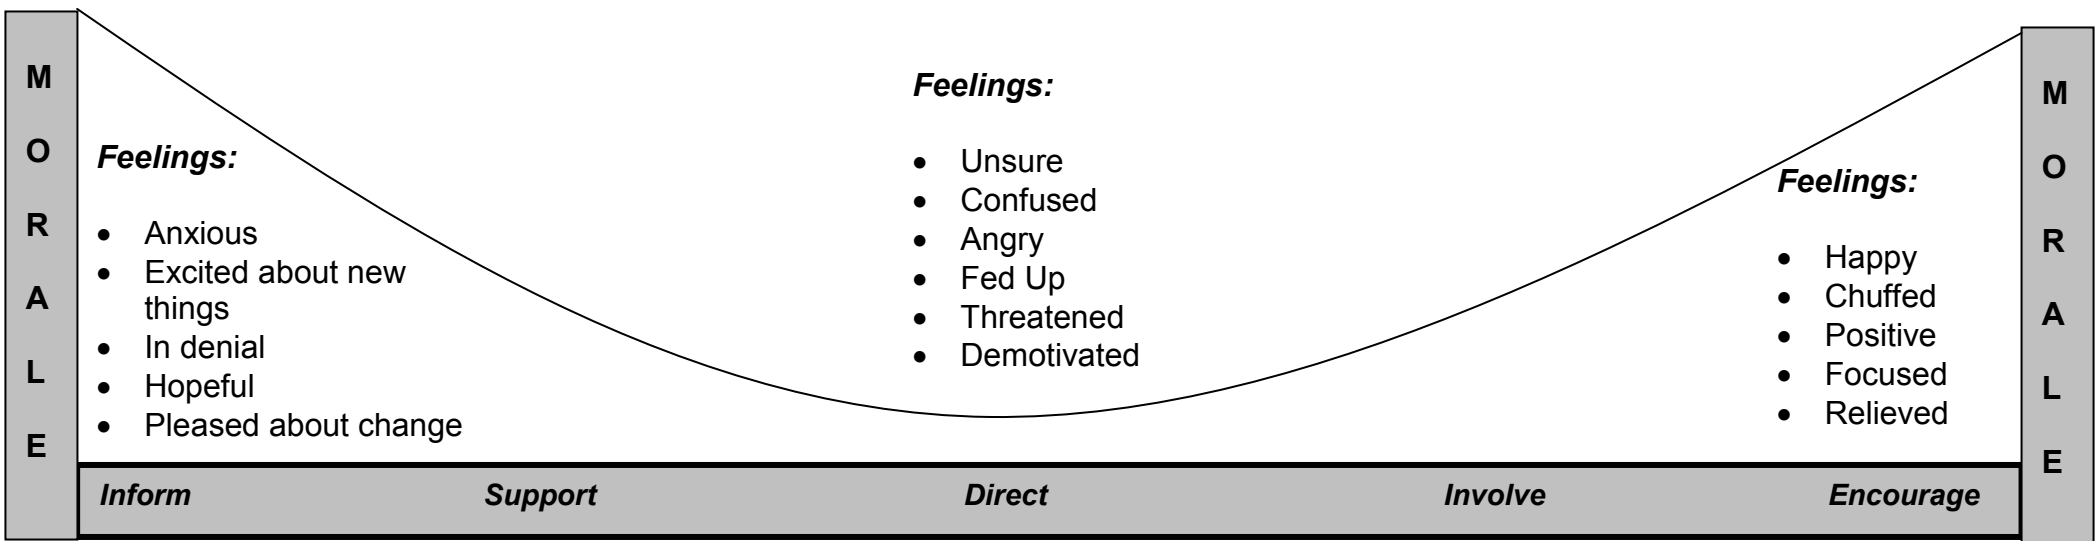 M
O
R
A
L
E
Feelings:
• Anxious
• Excited about new
things
• In denial
• Hopeful
• Pleased about change
Feelings:
• Unsure
• Confused
• Angry
• Fed Up
• Threatened
• Demotivated
Feelings:
• Happy
• Chuffed
• Positive
• Focused
• Relieved
M
O
R
A
L
E
Inform Support Direct Involve Encourage